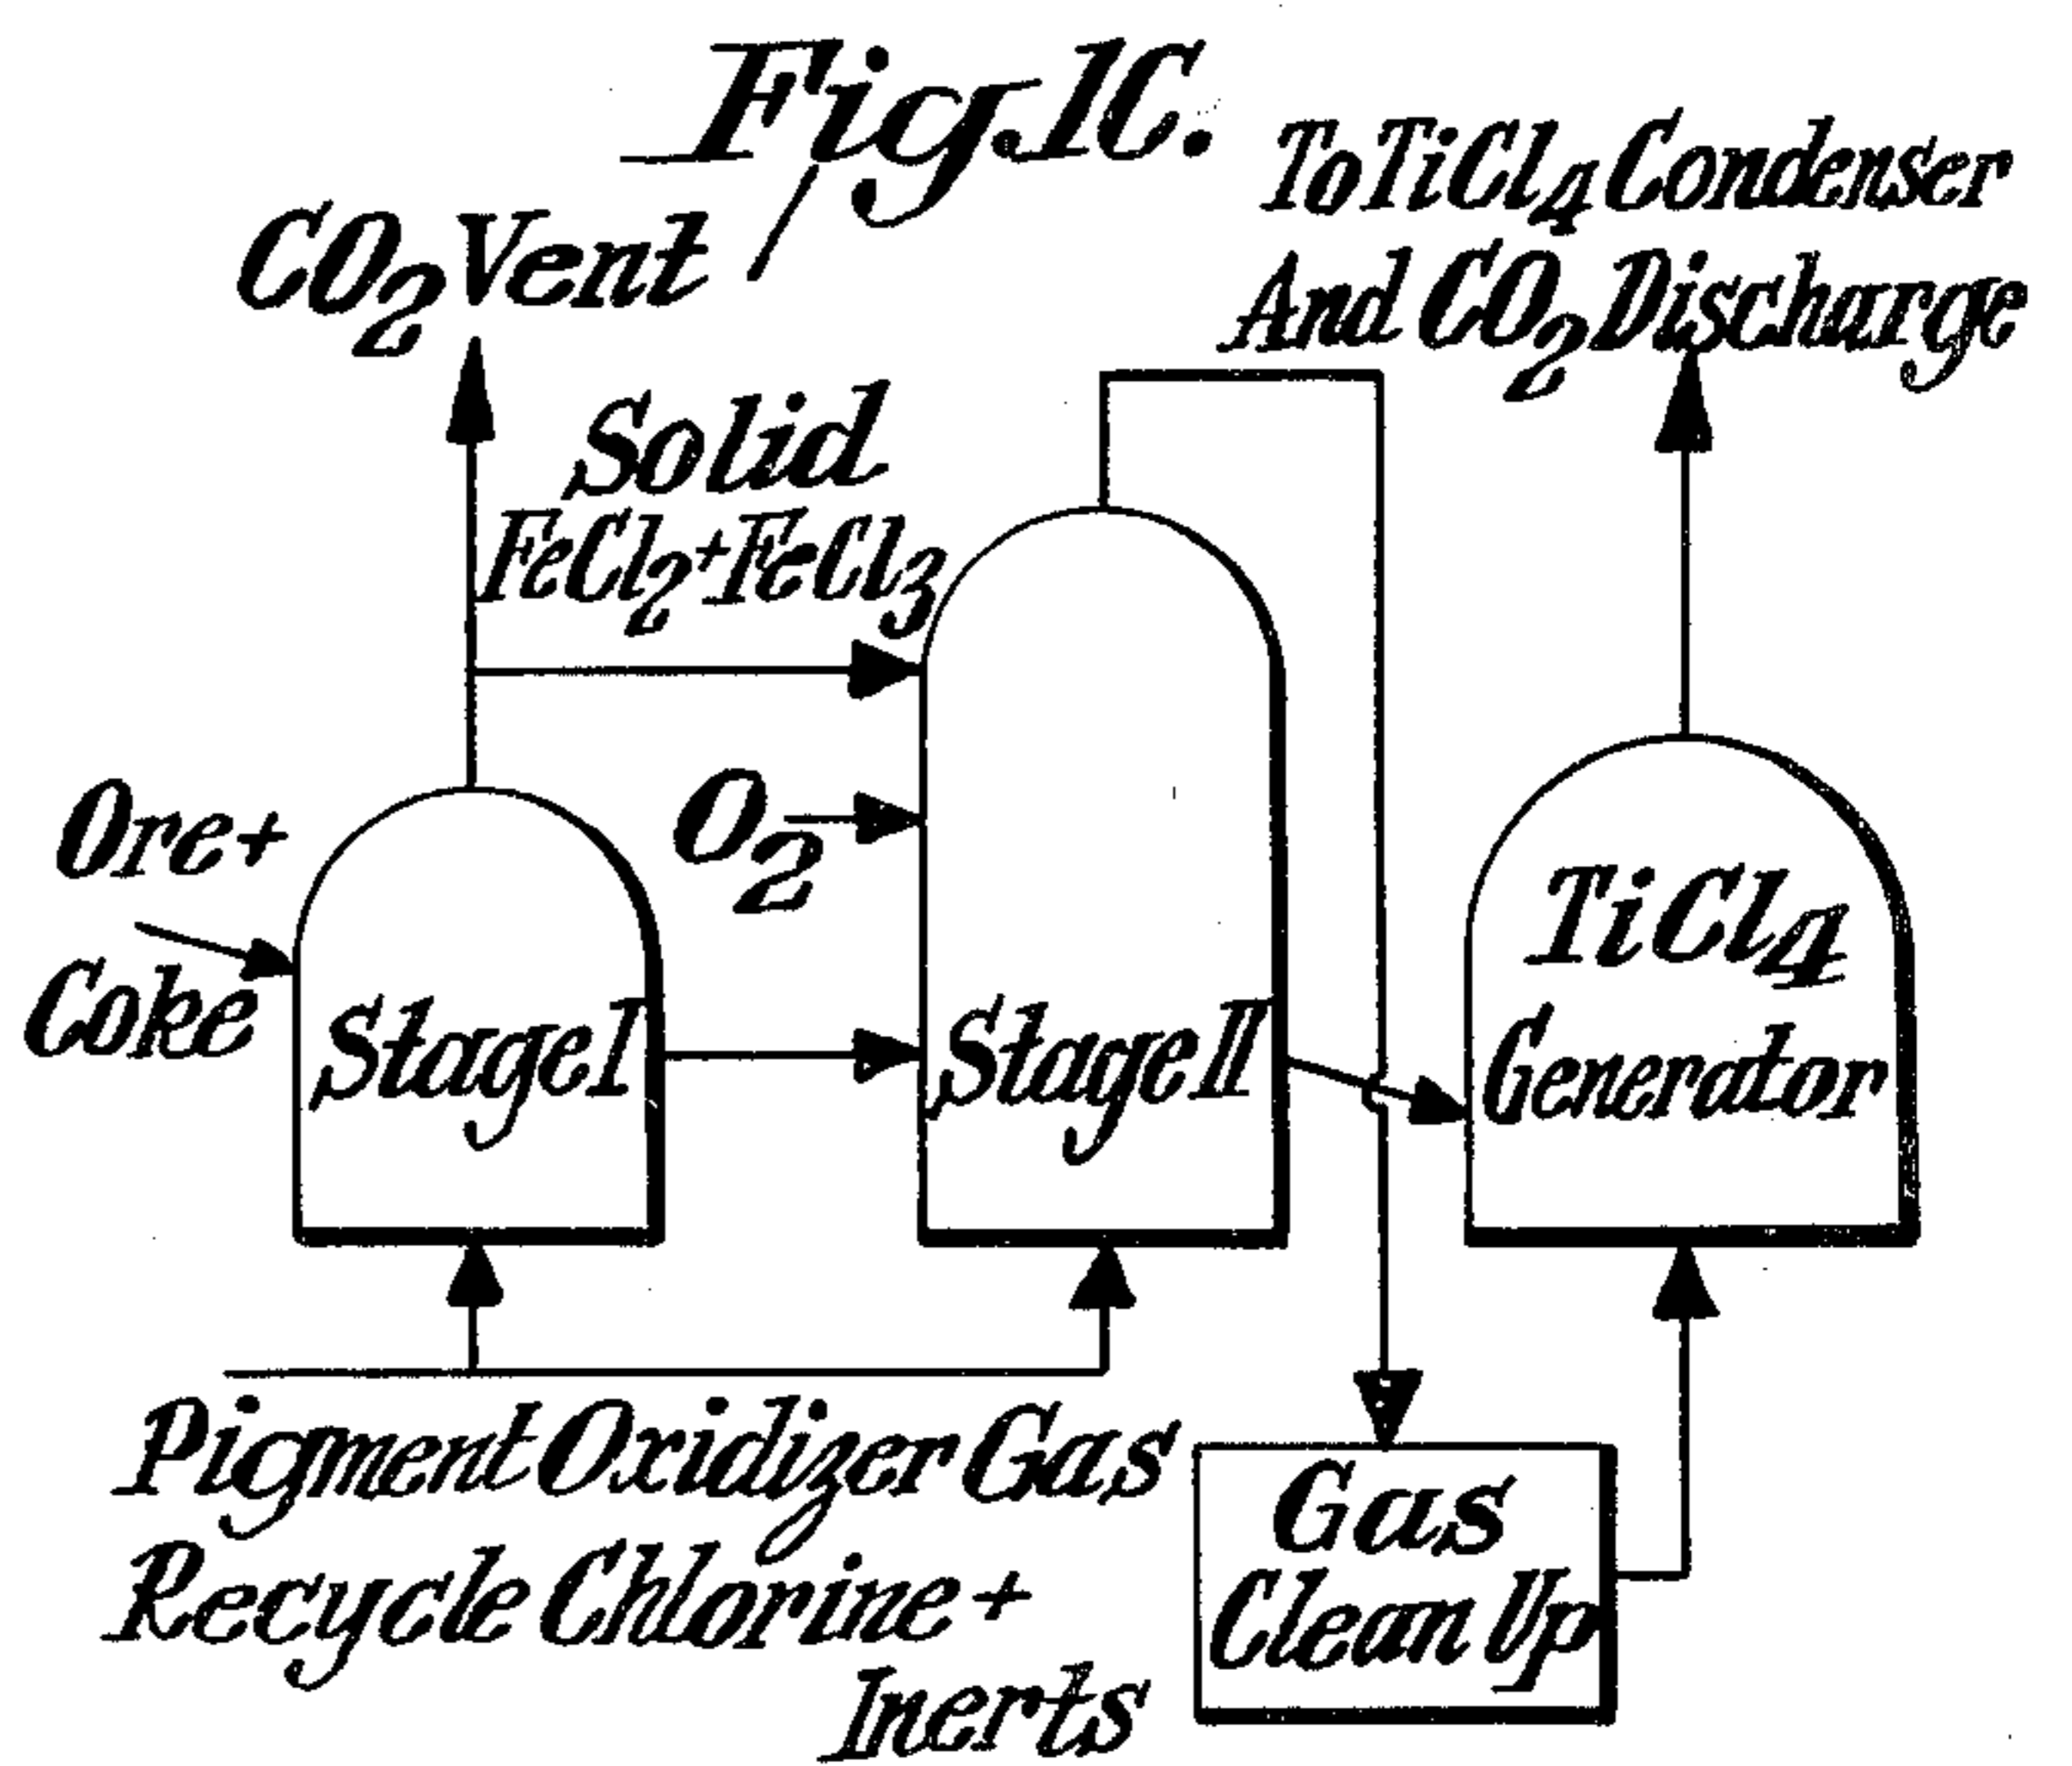 Fig.1C.
CO2 Vent
To TiCl4 Condenser
And CO2 Discharge
Solid
FeCl2+FeCl3
Ore+
Coke
O2
Stage I
Stage II
TiCl4
Generator
Pigment Oxidizer Gas
Recycle Chlorine +
Inerts
Gas
Clean Up